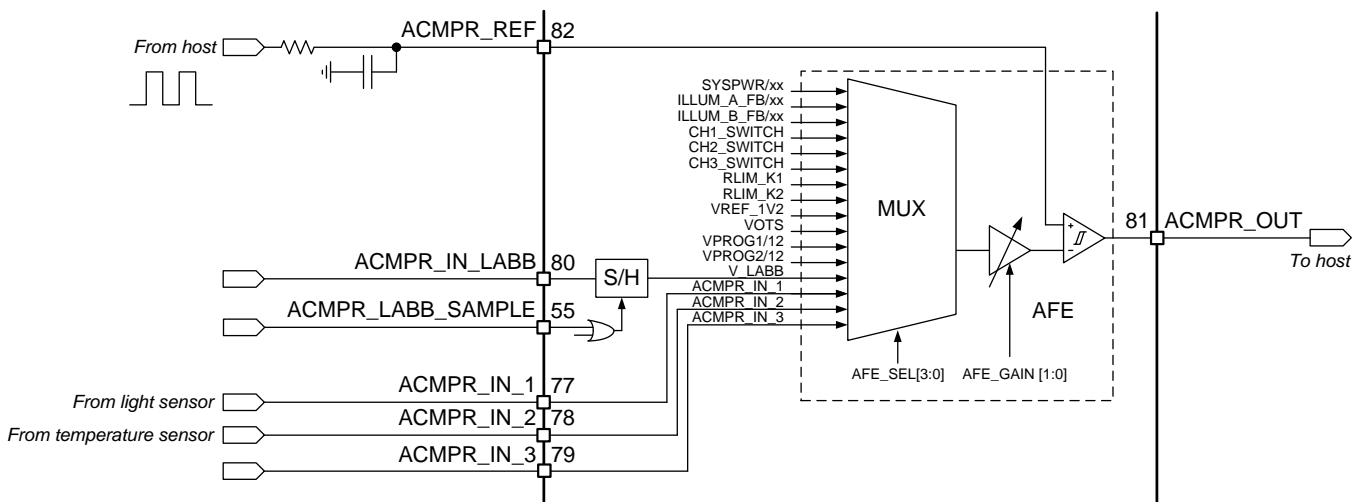 ACMPR_REF 82
From host
SYSPWR/xx
ILLUM_A_FB/xx
ILLUM_B_FB/xx
CH1_SWITCH
CH2_SWITCH
CH3_SWITCH
RLIM_K1
RLIM_K2
VREF_1V2
VOTS
VPROG1/12
VPROG2/12
V_LABB
ACMPR_IN_1
ACMPR_IN_2
ACMPR_IN_3
MUX
+
−
81 ACMPR_OUT
To host
ACMPR_IN_LABB 80
S/H
ACMPR_LABB_SAMPLE 55
AFE
AFE_SEL[3:0]
AFE_GAIN [1:0]
ACMPR_IN_1 77
From light sensor
ACMPR_IN_2 78
From temperature sensor
ACMPR_IN_3 79